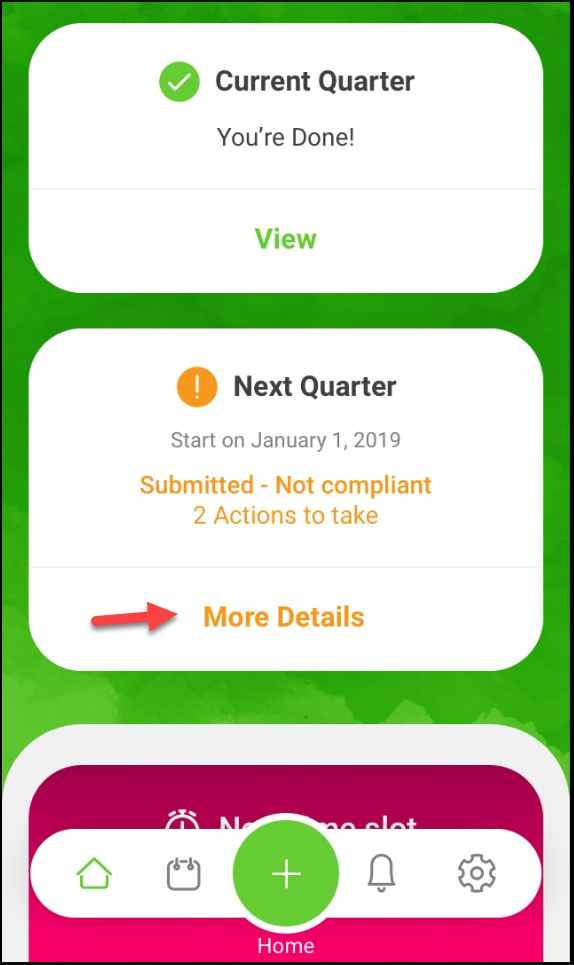 Current Quarter
You're Done!
View
Next Quarter
Start on January 1, 2019
Submitted - Not compliant
2 Actions to take
More Details
slot
Home